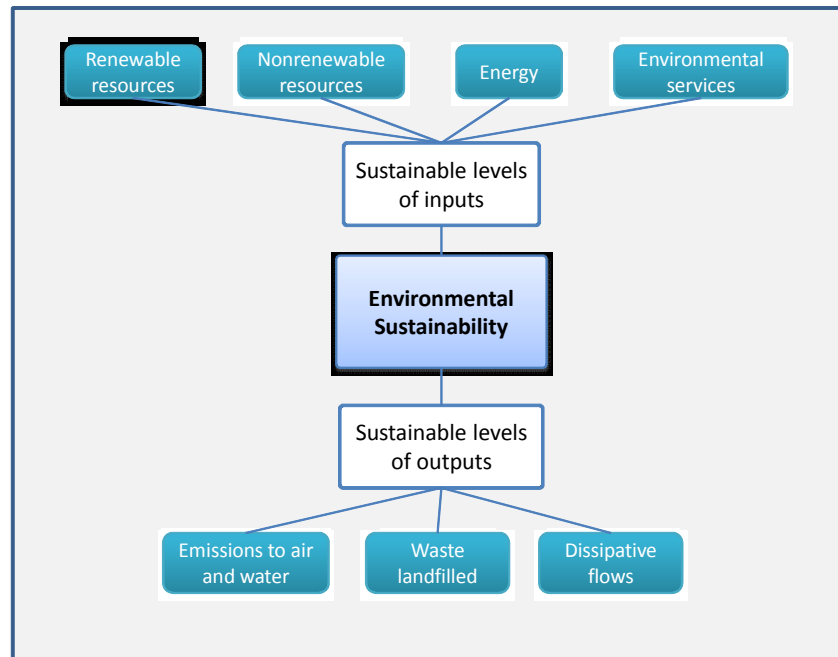 Renewable
resources
Nonrenewable
resources
Energy
Environmental
services
Sustainable levels
of inputs
Environmental
Sustainability
Sustainable levels
of outputs
Emissions to air
and water
Waste
landfilled
Dissipative
flows